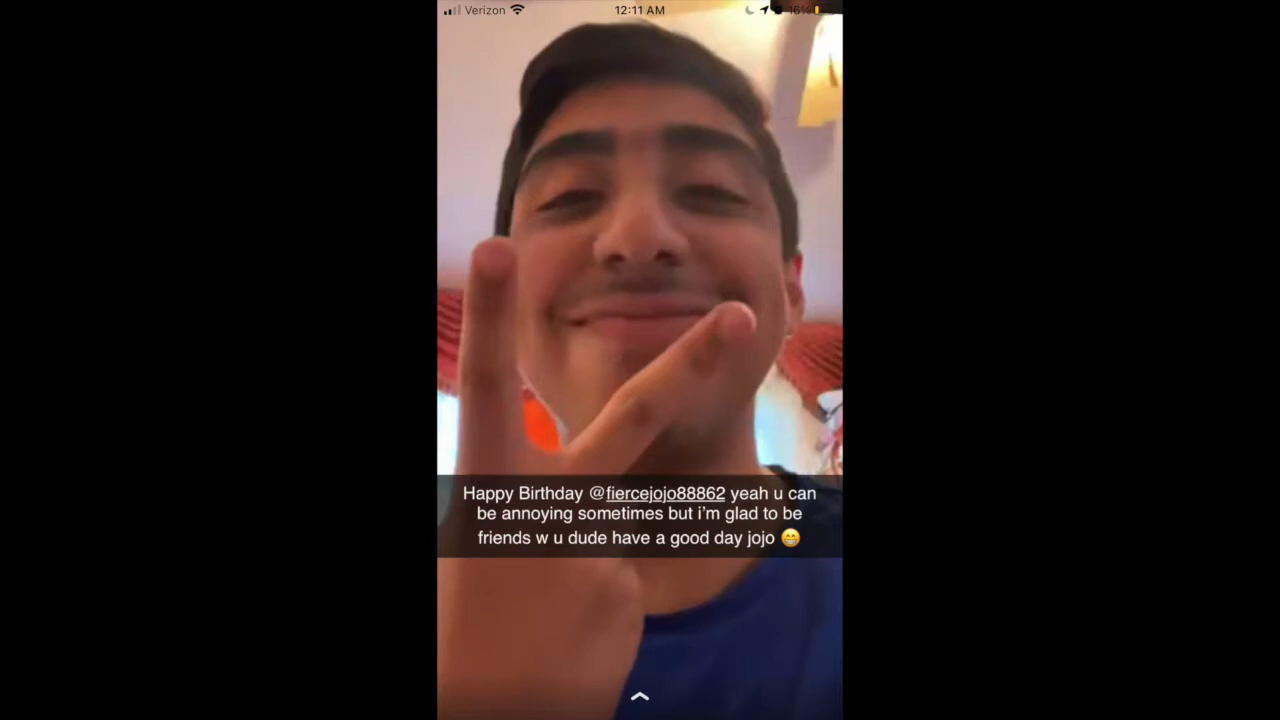 Verizon 12:11 AM 16%
Happy Birthday @fiercejojo88862 yeah u can
be annoying sometimes but i'm glad to be
friends w u dude have a good day jojo 😁